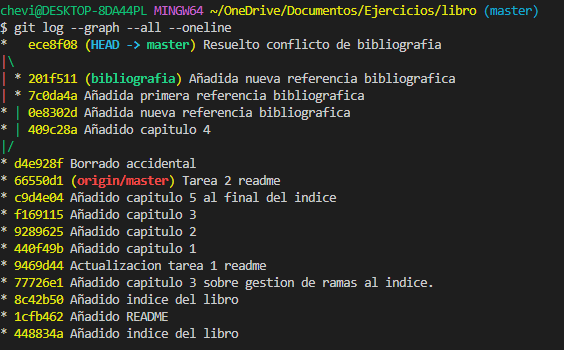 chevi@DESKTOP-8DA44PL MINGW64 ~/OneDrive/Documentos/Ejercicios/libro (master)
$ git log --graph --all --oneline
*   ece8f08 (HEAD -> master) Resuelto conflicto de bibliografia
|\
| * 201f511 (bibliografia) Añadida nueva referencia bibliografica
| * 7c0da4a Añadida primera referencia bibliografica
* | 0e8302d Añadida nueva referencia bibliografica
* | 409c28a Añadido capitulo 4
|/
* d4e928f Borrado accidental
* 66550d1 (origin/master) Tarea 2 readme
* c9d4e04 Añadido capitulo 5 al final del indice
* f169115 Añadido capitulo 3
* 9289625 Añadido capitulo 2
* 440f49b Añadido capitulo 1
* 9469d44 Actualizacion tarea 1 readme
* 77726e1 Añadido capitulo 3 sobre gestion de ramas al indice.
* 8c42b50 Añadido indice del libro
* 1cfb462 Añadido README
* 448834a Añadido indice del libro